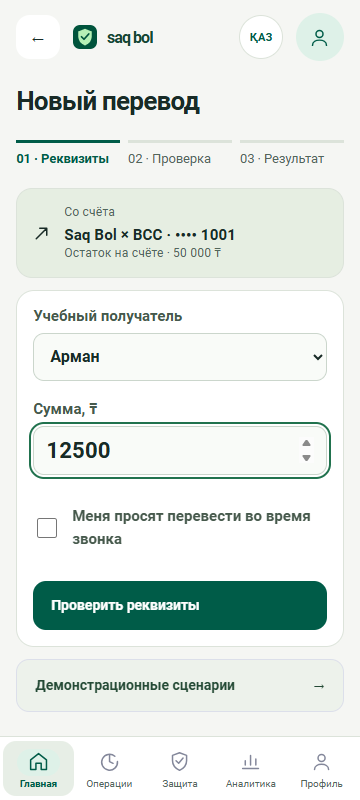 ←
saq bol
ҚАЗ
Новый перевод
01 · Реквизиты
02 · Проверка
03 · Результат
Со счёта
Saq Bol × BCC · •••• 1001
Остаток на счёте · 50 000 ₸
Учебный получатель
Арман
Сумма, ₸
12500
Меня просят перевести во время
звонка
Проверить реквизиты
Демонстрационные сценарии →
Главная
Операции
Защита
Аналитика
Профиль